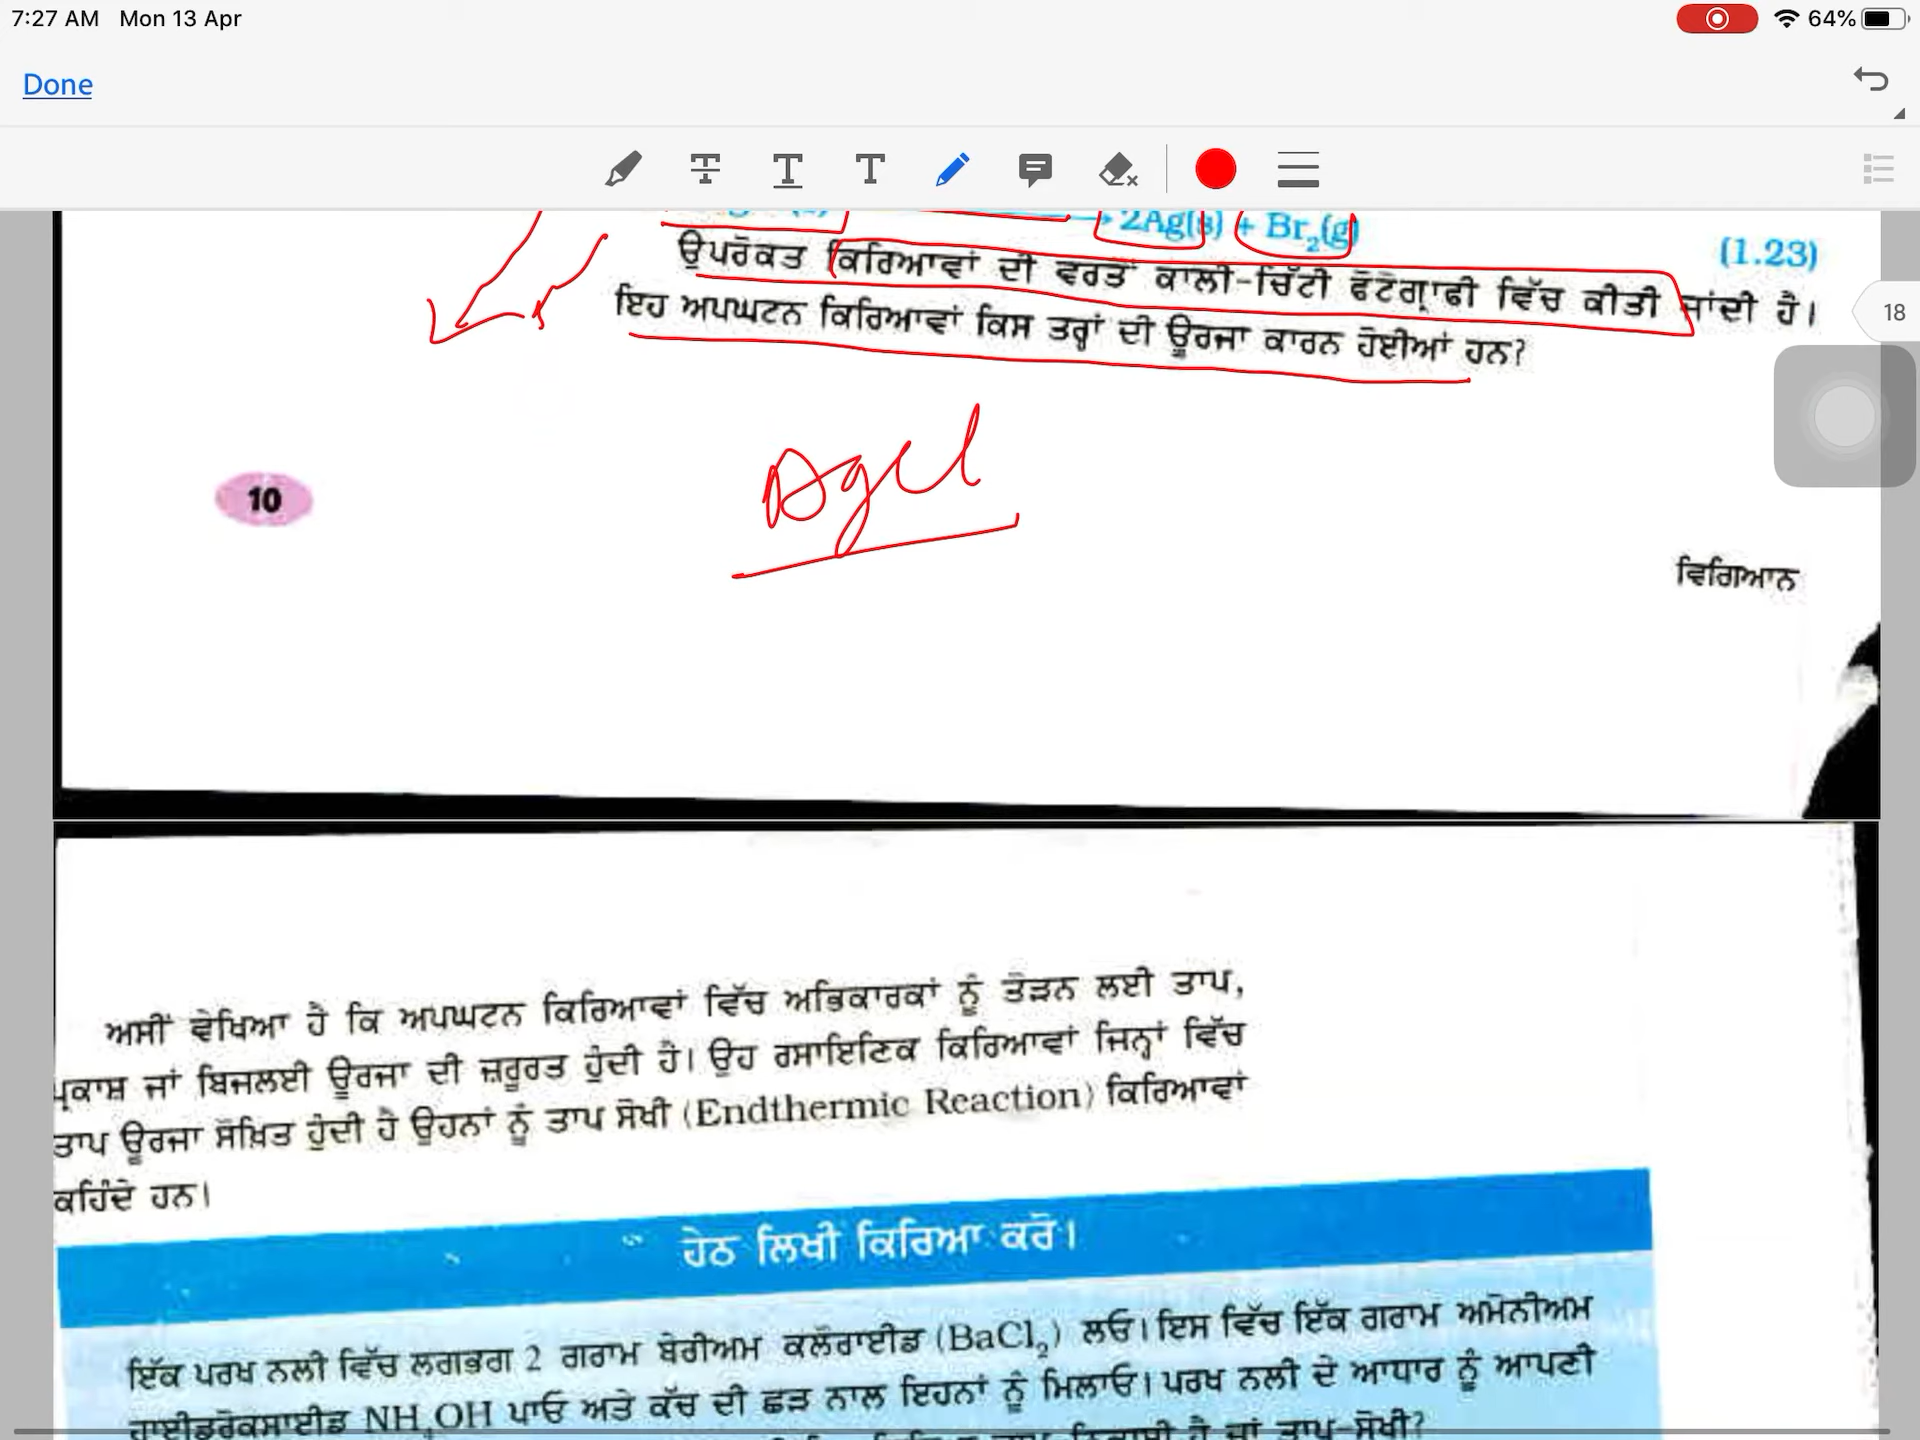 7:27 AM Mon 13 Apr
64%
Done
2Ag(s) + Br₂(g)
(1.23)
ਉਪਰੋਕਤ ਕਿਰਿਆਵਾਂ ਦੀ ਵਰਤੋਂ ਕਾਲੀ-ਚਿੱਟੀ ਫੋਟੋਗ੍ਰਾਫੀ ਵਿੱਚ ਕੀਤੀ ਜਾਂਦੀ ਹੈ।
ਇਹ ਅਪਘਟਨ ਕਿਰਿਆਵਾਂ ਕਿਸ ਤਰ੍ਹਾਂ ਦੀ ਊਰਜਾ ਕਾਰਨ ਹੋਈਆਂ ਹਨ?
18
AgCl
10
ਵਿਗਿਆਨ
ਅਸੀਂ ਵੇਖਿਆ ਹੈ ਕਿ ਅਪਘਟਨ ਕਿਰਿਆਵਾਂ ਵਿੱਚ ਅਭਿਕਾਰਕਾਂ ਨੂੰ ਤੋੜਨ ਲਈ ਤਾਪ,
ਪ੍ਰਕਾਸ਼ ਜਾਂ ਬਿਜਲਈ ਊਰਜਾ ਦੀ ਜ਼ਰੂਰਤ ਹੁੰਦੀ ਹੈ। ਉਹ ਰਸਾਇਣਿਕ ਕਿਰਿਆਵਾਂ ਜਿਨ੍ਹਾਂ ਵਿੱਚ
ਤਾਪ ਊਰਜਾ ਸੋਖ਼ਿਤ ਹੁੰਦੀ ਹੈ ਉਹਨਾਂ ਨੂੰ ਤਾਪ ਸੋਖੀ (Endthermic Reaction) ਕਿਰਿਆਵਾਂ
ਕਹਿੰਦੇ ਹਨ।
ਹੇਠ ਲਿਖੀ ਕਿਰਿਆ ਕਰੋ।
ਇੱਕ ਪਰਖ ਨਲੀ ਵਿੱਚ ਲਗਭਗ 2 ਗਰਾਮ ਬੇਰੀਅਮ ਕਲੋਰਾਈਡ (BaCl₂) ਲਓ। ਇਸ ਵਿੱਚ ਇੱਕ ਗਰਾਮ ਅਮੋਨੀਅਮ
ਹਾਈਡਰੋਕਸਾਈਡ NH₄OH ਪਾਓ ਅਤੇ ਕੱਚ ਦੀ ਛੜ ਨਾਲ ਇਹਨਾਂ ਨੂੰ ਮਿਲਾਓ। ਪਰਖ ਨਲੀ ਦੇ ਆਧਾਰ ਨੂੰ ਆਪਣੀ
ਹੈ ਜਾਂ ਤਾਪ-ਸੋਖੀ?